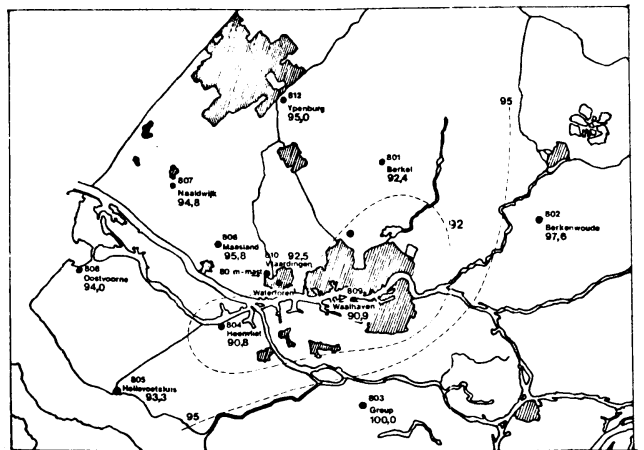 812
Ypenburg
95,0
95
801
Berkel
92,4
807
Naaldwijk
94,8
802
Berkenwoude
97,6
92
806
Maasland
95,8
810
92,5
Vlaardingen
80 m-mast
808
Oostvoorne
94,0
Watertoren
809
Waalhaven
90,9
804
Heenvliet
90,8
805
Hellevoetsluis
93,3
95
803
Group
100,0